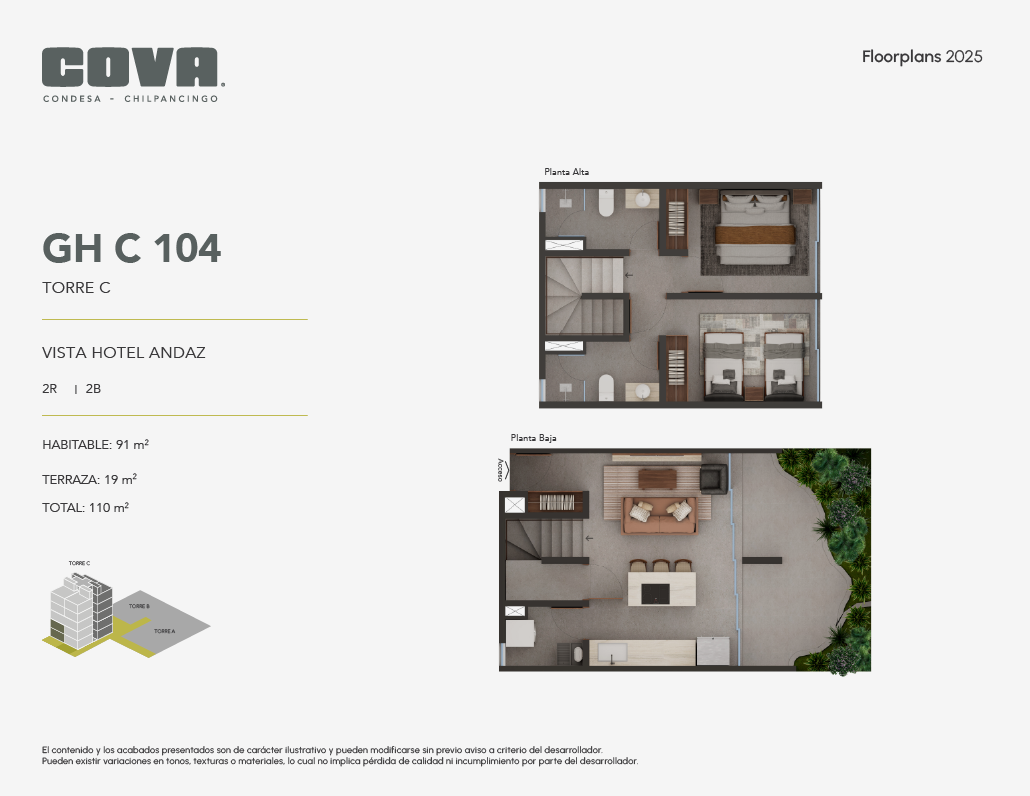 COVA.
CONDESA - CHILPANCINGO
Floorplans 2025
GH C 104
TORRE C
VISTA HOTEL ANDAZ
2R | 2B
HABITABLE: 91 m²
TERRAZA: 19 m²
TOTAL: 110 m²
TORRE C
TORRE B
TORRE A
Planta Alta
Planta Baja
Acceso
El contenido y los acabados presentados son de carácter ilustrativo y pueden modificarse sin previo aviso a criterio del desarrollador.
Pueden existir variaciones en tonos, texturas o materiales, lo cual no implica pérdida de calidad ni incumplimiento por parte del desarrollador.